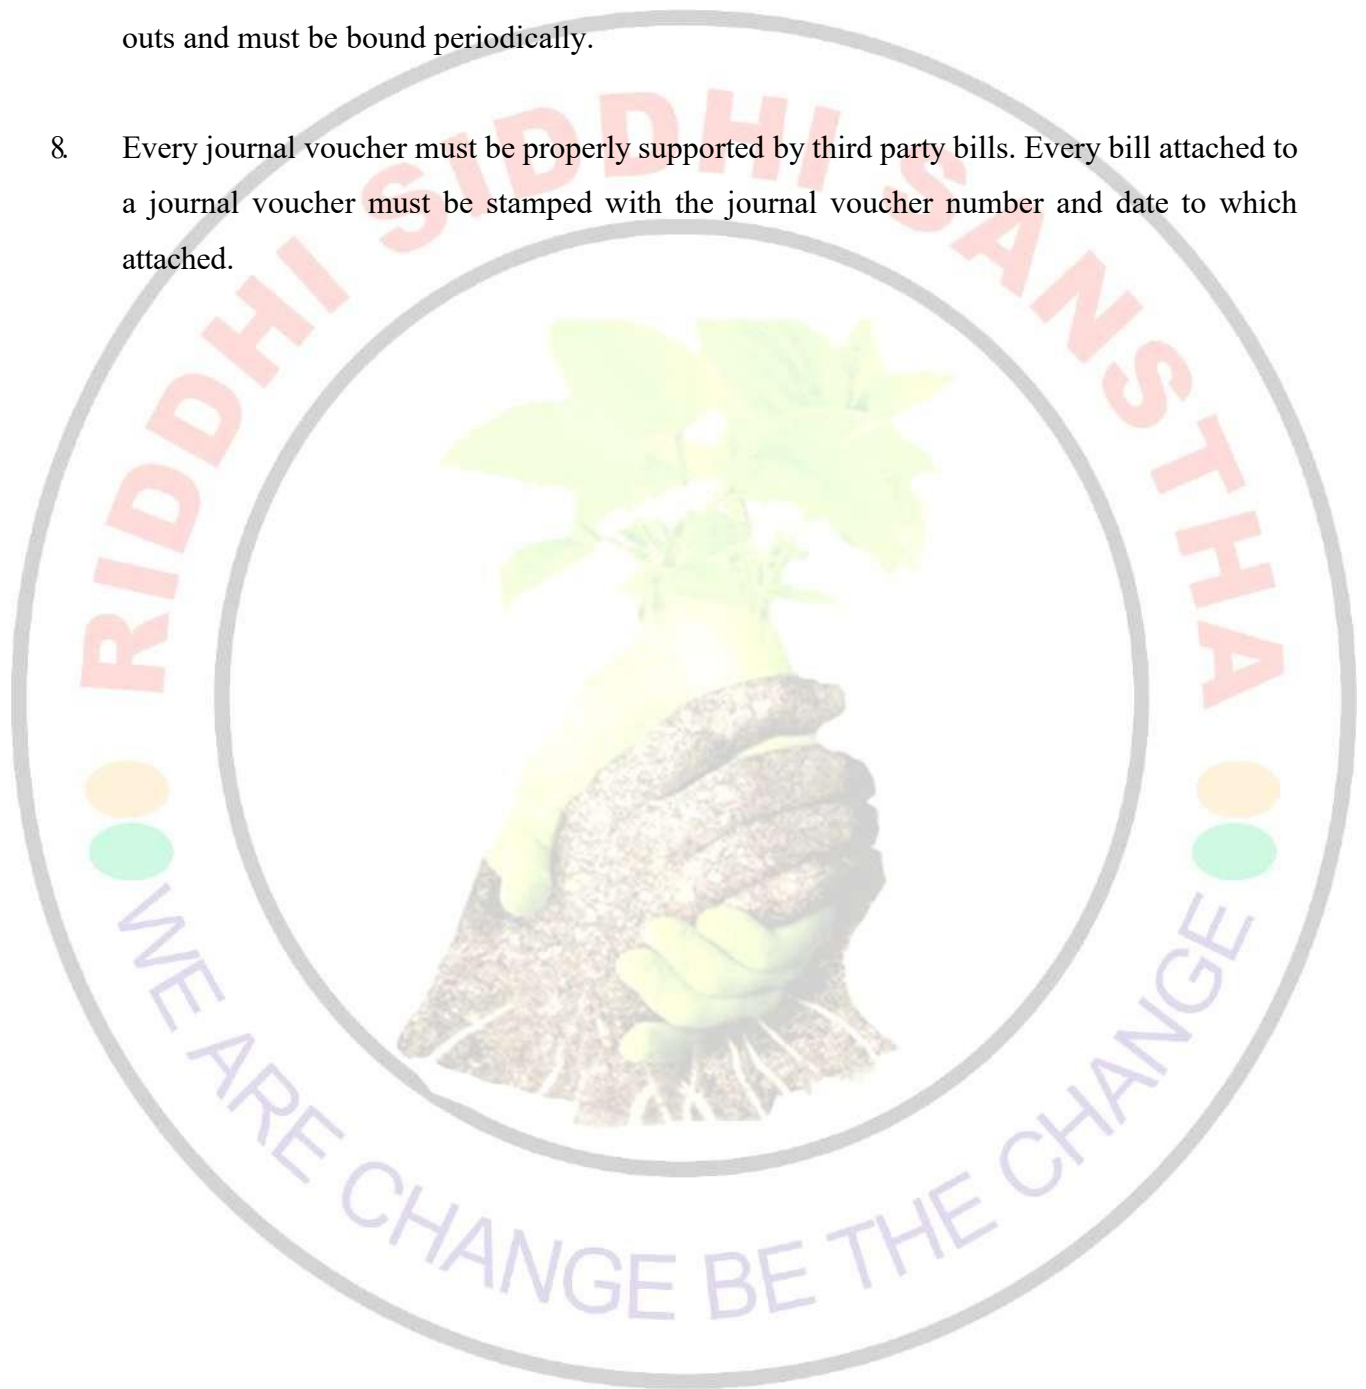 outs and must be bound periodically.
8. Every journal voucher must be properly supported by third party bills. Every bill attached to
a journal voucher must be stamped with the journal voucher number and date to which
attached.
RIDDHI SIDDHI SANSTHA
WE ARE CHANGE BE THE CHANGE